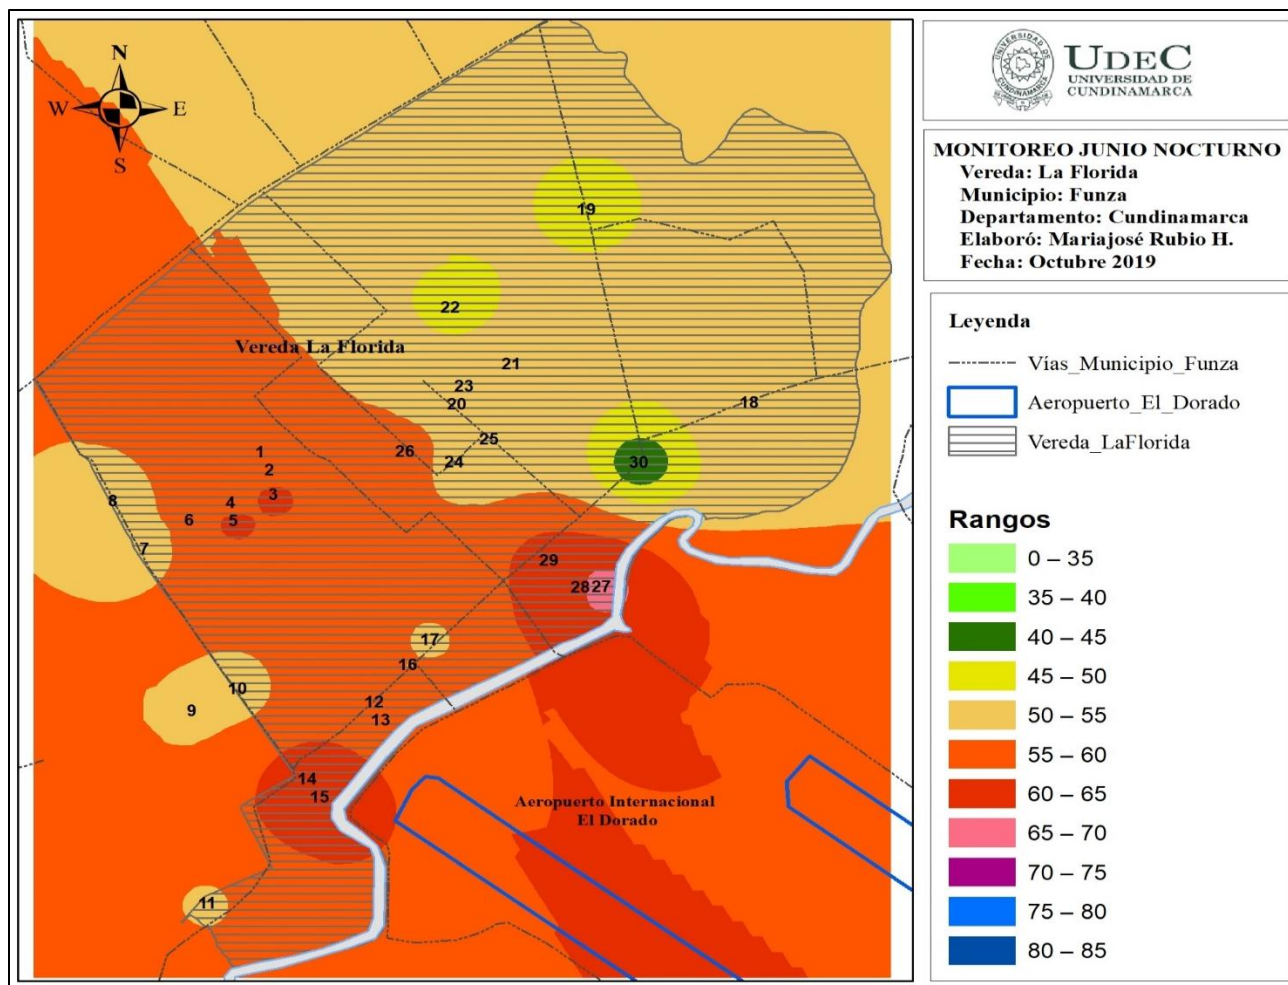 N
W
E
S
19
22
Vereda La Florida
21
23
20
18
25
26
24
30
1
2
3
4
5
6
8
7
29
28
27
17
16
10
9
12
13
14
15
Aeropuerto Internacional
El Dorado
11
UDEC
UNIVERSIDAD DE
CUNDINAMARCA
MONITOREO JUNIO NOCTURNO
Vereda: La Florida
Municipio: Funza
Departamento: Cundinamarca
Elaboró: Mariajosé Rubio H.
Fecha: Octubre 2019
Leyenda
Vías_Municipio_Funza
Aeropuerto_El_Dorado
Vereda_LaFlorida
Rangos
0 – 35
35 – 40
40 – 45
45 – 50
50 – 55
55 – 60
60 – 65
65 – 70
70 – 75
75 – 80
80 – 85